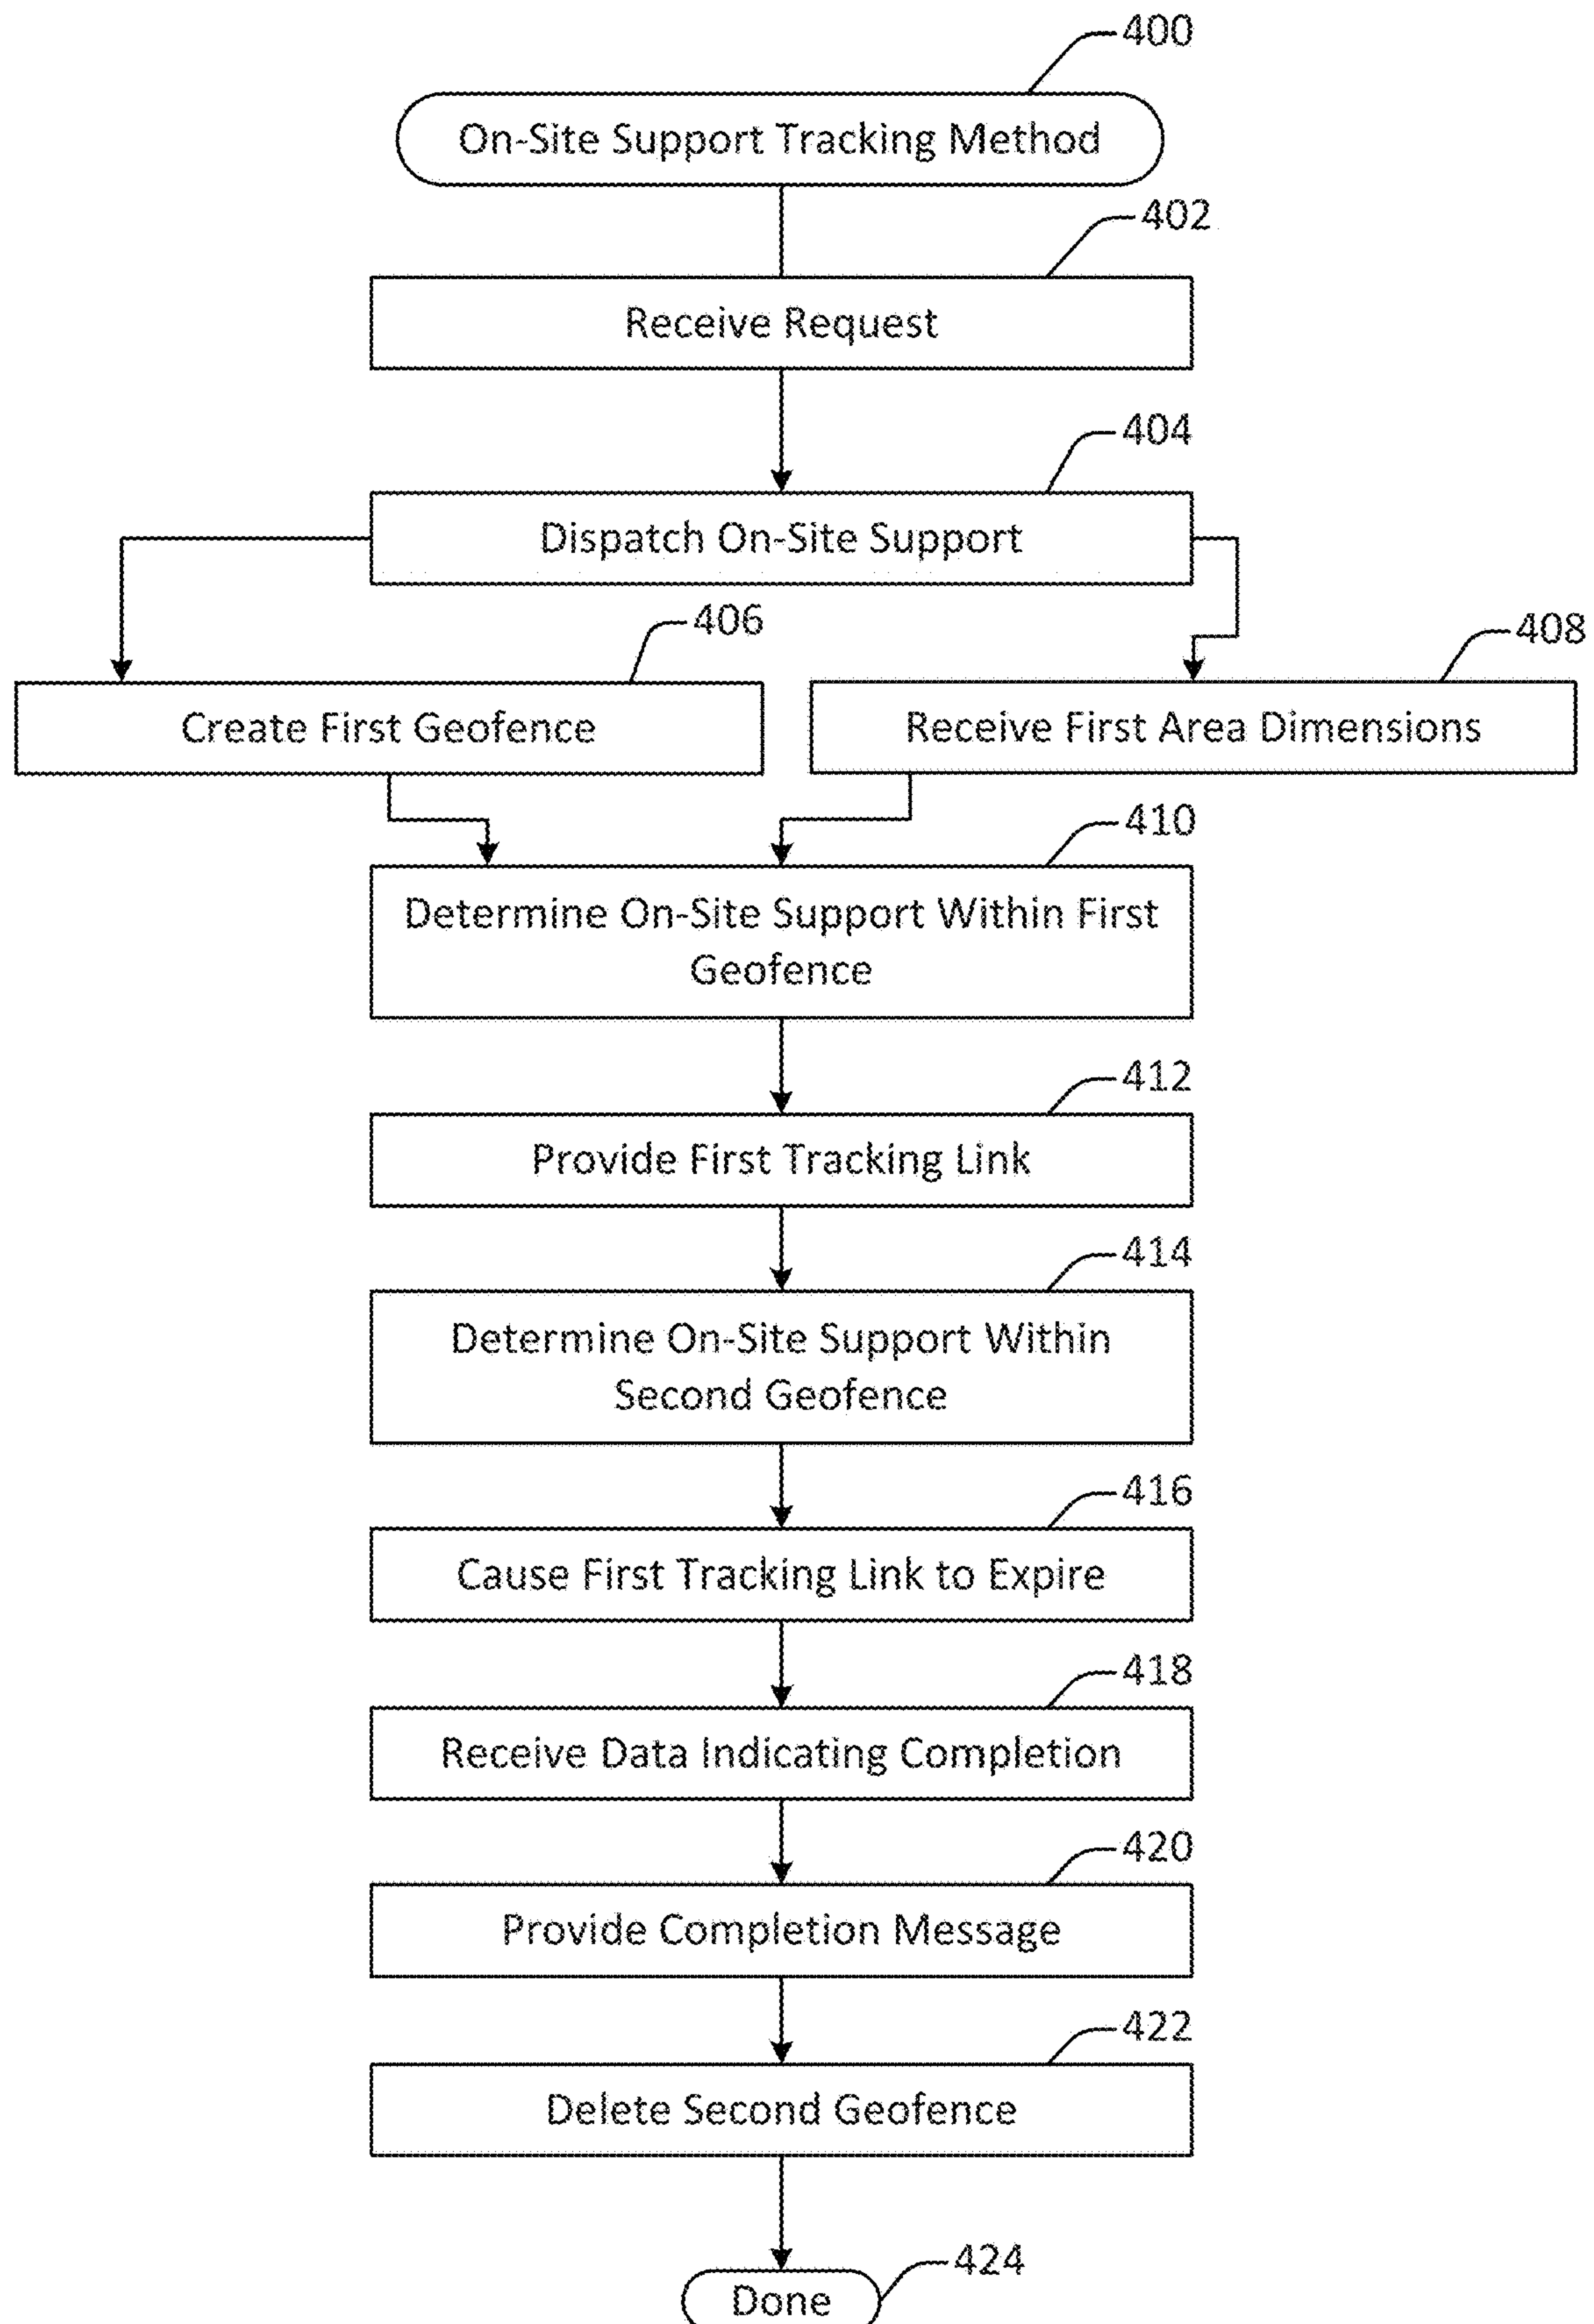 400
On-Site Support Tracking Method
402
Receive Request
404
Dispatch On-Site Support
406
Create First Geofence
408
Receive First Area Dimensions
410
Determine On-Site Support Within First
Geofence
412
Provide First Tracking Link
414
Determine On-Site Support Within
Second Geofence
416
Cause First Tracking Link to Expire
418
Receive Data Indicating Completion
420
Provide Completion Message
422
Delete Second Geofence
424
Done